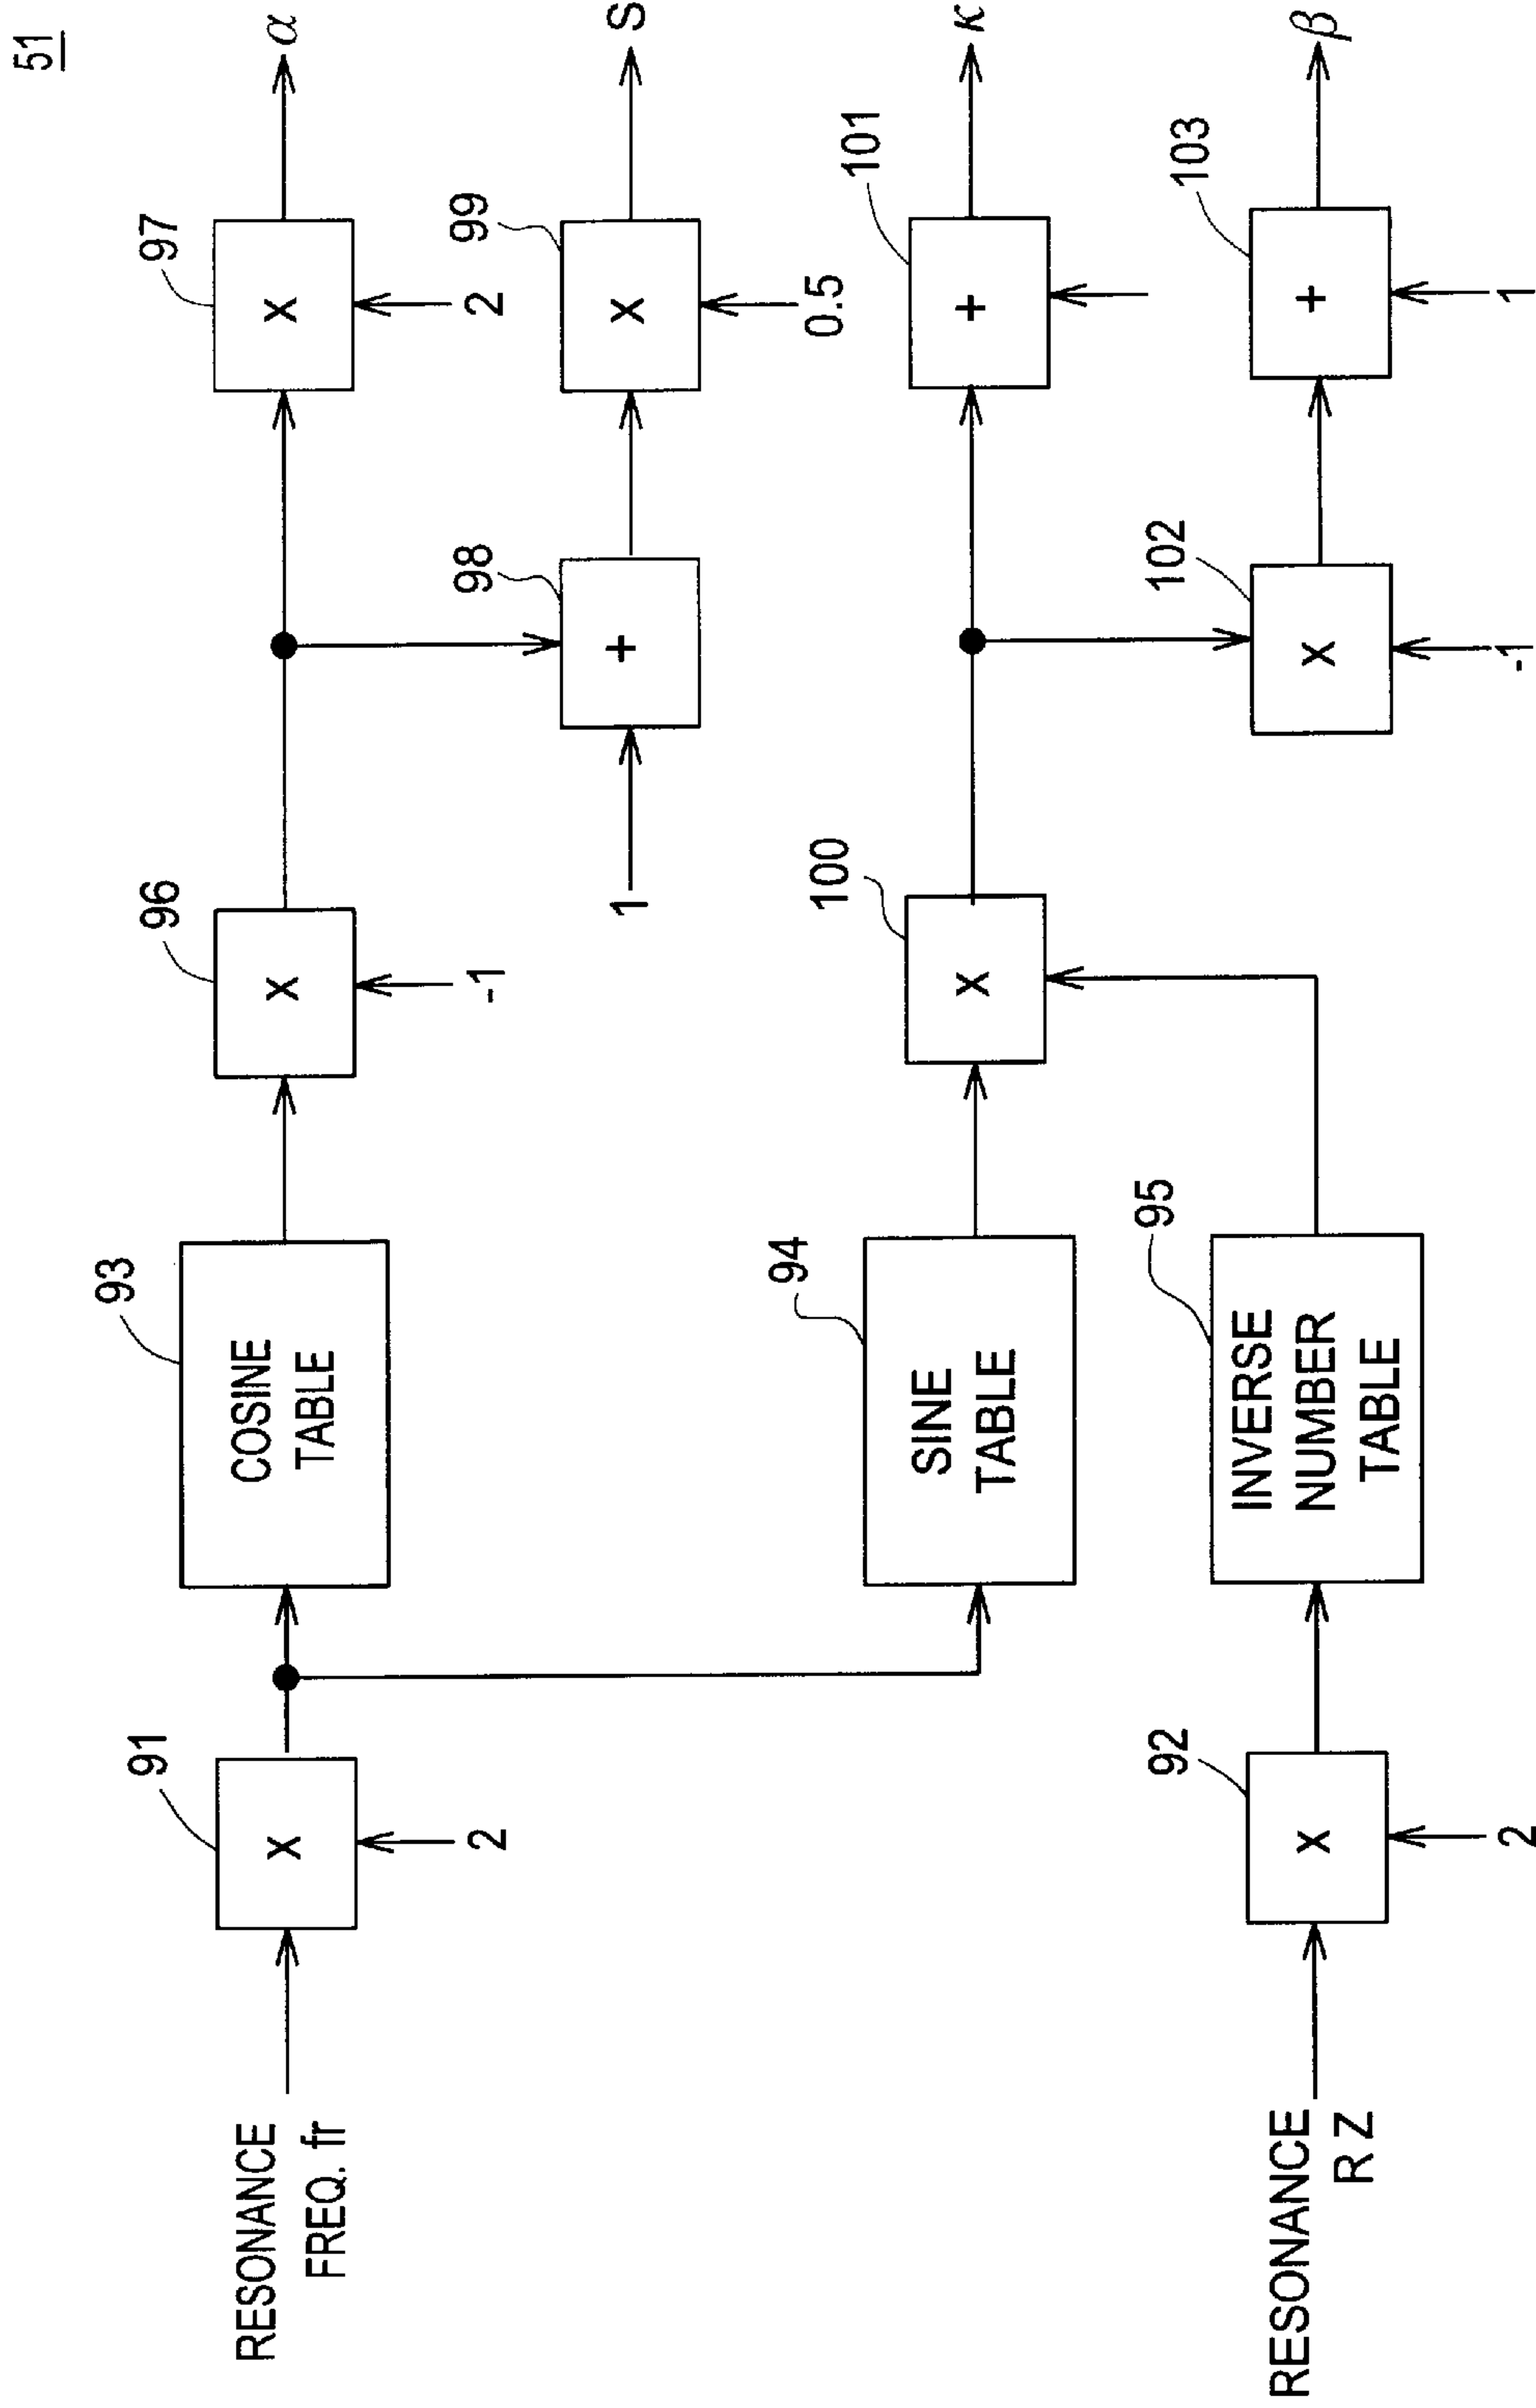 51
RESONANCE
FREQ. fr
91
x
2
93
COSINE
TABLE
96
x
-1
97
x
2
α
1
98
+
99
x
0.5
S
94
SINE
TABLE
100
x
101
+
κ
RESONANCE
R Z
92
x
2
95
INVERSE
NUMBER
TABLE
102
x
-1
103
+
1
β